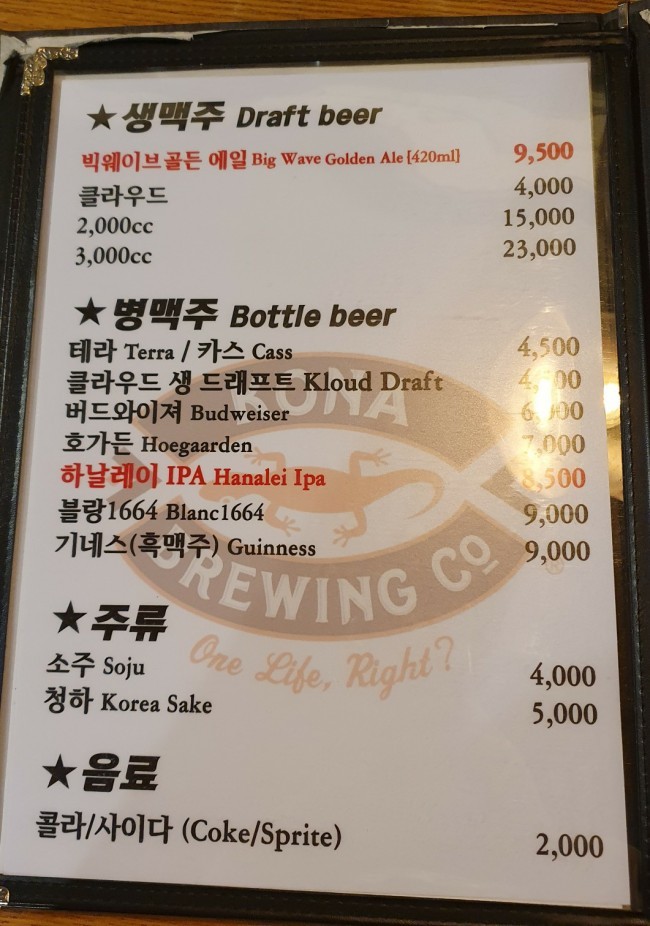 ★ 생맥주 Draft beer
빅웨이브골든 에일 Big Wave Golden Ale [420ml] 9,500
클라우드 4,000
2,000cc 15,000
3,000cc 23,000
★ 병맥주 Bottle beer
테라 Terra / 카스 Cass 4,500
클라우드 생 드래프트 Kloud Draft
버드와이져 Budweiser
호가든 Hoegaarden 7,000
하날레이 IPA Hanalei Ipa 8,500
블랑1664 Blanc1664 9,000
기네스(흑맥주) Guinness 9,000
KONA
BREWING Co
One Life, Right?
★ 주류
소주 Soju 4,000
청하 Korea Sake 5,000
★ 음료
콜라/사이다 (Coke/Sprite) 2,000